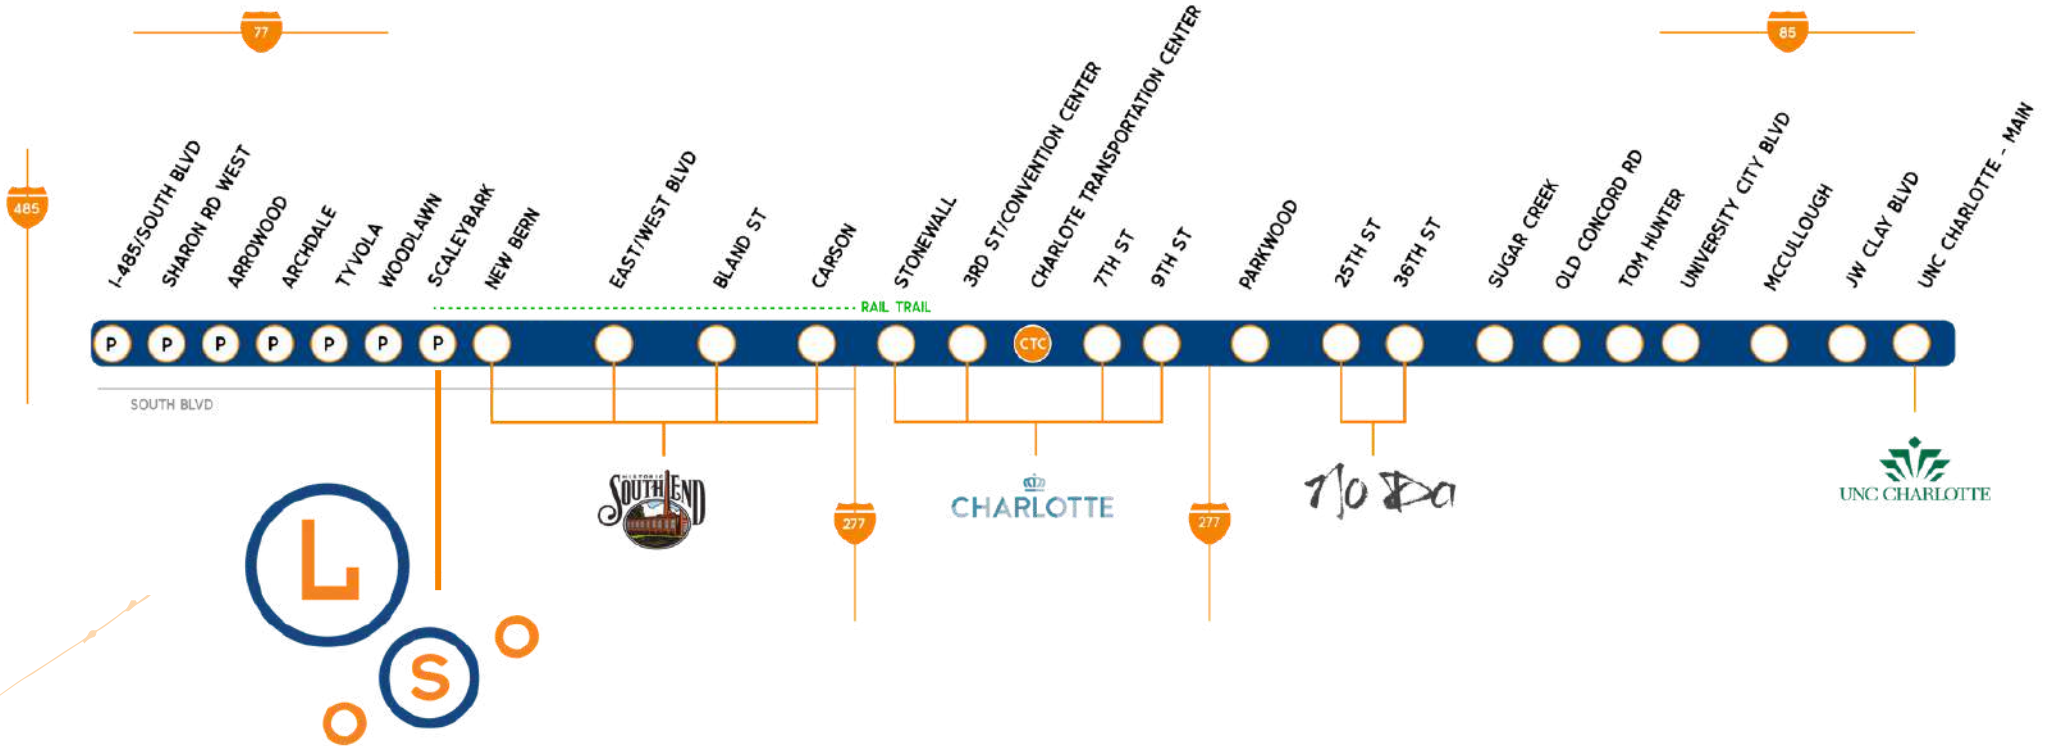 77
85
485
I-485/SOUTH BLVD
SHARON RD WEST
ARROWOOD
ARCHDALE
TYVOLA
WOODLAWN
SCALEYBARK
NEW BERN
EAST/WEST BLVD
BLAND ST
CARSON
STONEWALL
3RD ST/CONVENTION CENTER
CHARLOTE TRANSPORTATION CENTER
7TH ST
9TH ST
PARKWOOD
25TH ST
36TH ST
SUGAR CREEK
OLD CONCORD RD
TOM HUNTER
UNIVERSITY CITY BLVD
MCCULLOUGH
JW CLAY BLVD
UNC CHARLOTTE - MAIN
RAIL TRAIL
P P P P P P P CTC
SOUTH BLVD
HISTORIC
SOUTH END
CHARLOTTE
NoDa
UNC CHARLOTTE
277
277
L
S